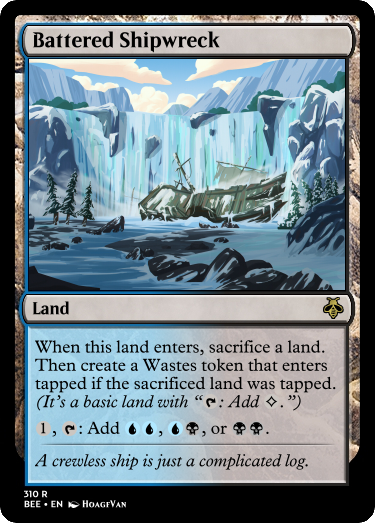 Battered Shipwreck
Land
When this land enters, sacrifice a land.
Then create a Wastes token that enters
tapped if the sacrificed land was tapped.
(It's a basic land with “: Add .”)
1, : Add , , or .
A crewless ship is just a complicated log.
310 R
BEE • EN HoagfVan